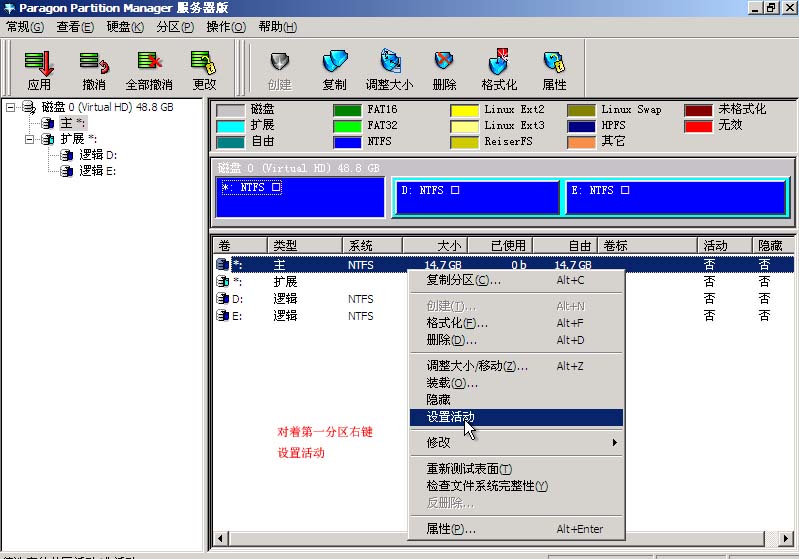 Paragon Partition Manager 服务器版
常规(G) 查看(E) 硬盘(K) 分区(P) 操作(O) 帮助(H)
应用 撤消 全部撤消 更改 创建 复制 调整大小 删除 格式化 属性
磁盘 0 (Virtual HD) 48.8 GB
主 *:
扩展 *:
逻辑 D:
逻辑 E:
磁盘 FAT16 Linux Ext2 Linux Swap 未格式化
扩展 FAT32 Linux Ext3 HPFS 无效
自由 NTFS ReiserFS 其它
磁盘 0 (Virtual HD) 48.8 GB
*: NTFS D: NTFS E: NTFS
卷 类型 系统 大小 已使用 自由 卷标 活动 隐藏
*: 主 NTFS 14.7 GB 0 b 14.7 GB 否 否
*: 扩展 否 否
D: 逻辑 NTFS 否 否
E: 逻辑 NTFS 否 否
复制分区(C)... Alt+C
创建(T)... Alt+N
格式化(F)... Alt+F
删除(D)... Alt+D
调整大小/移动(Z)... Alt+Z
装载(O)...
隐藏
设置活动
修改
重新测试表面(T)
检查文件系统完整性(Y)
反删除...
属性(P)... Alt+Enter
对着第一分区右键
设置活动